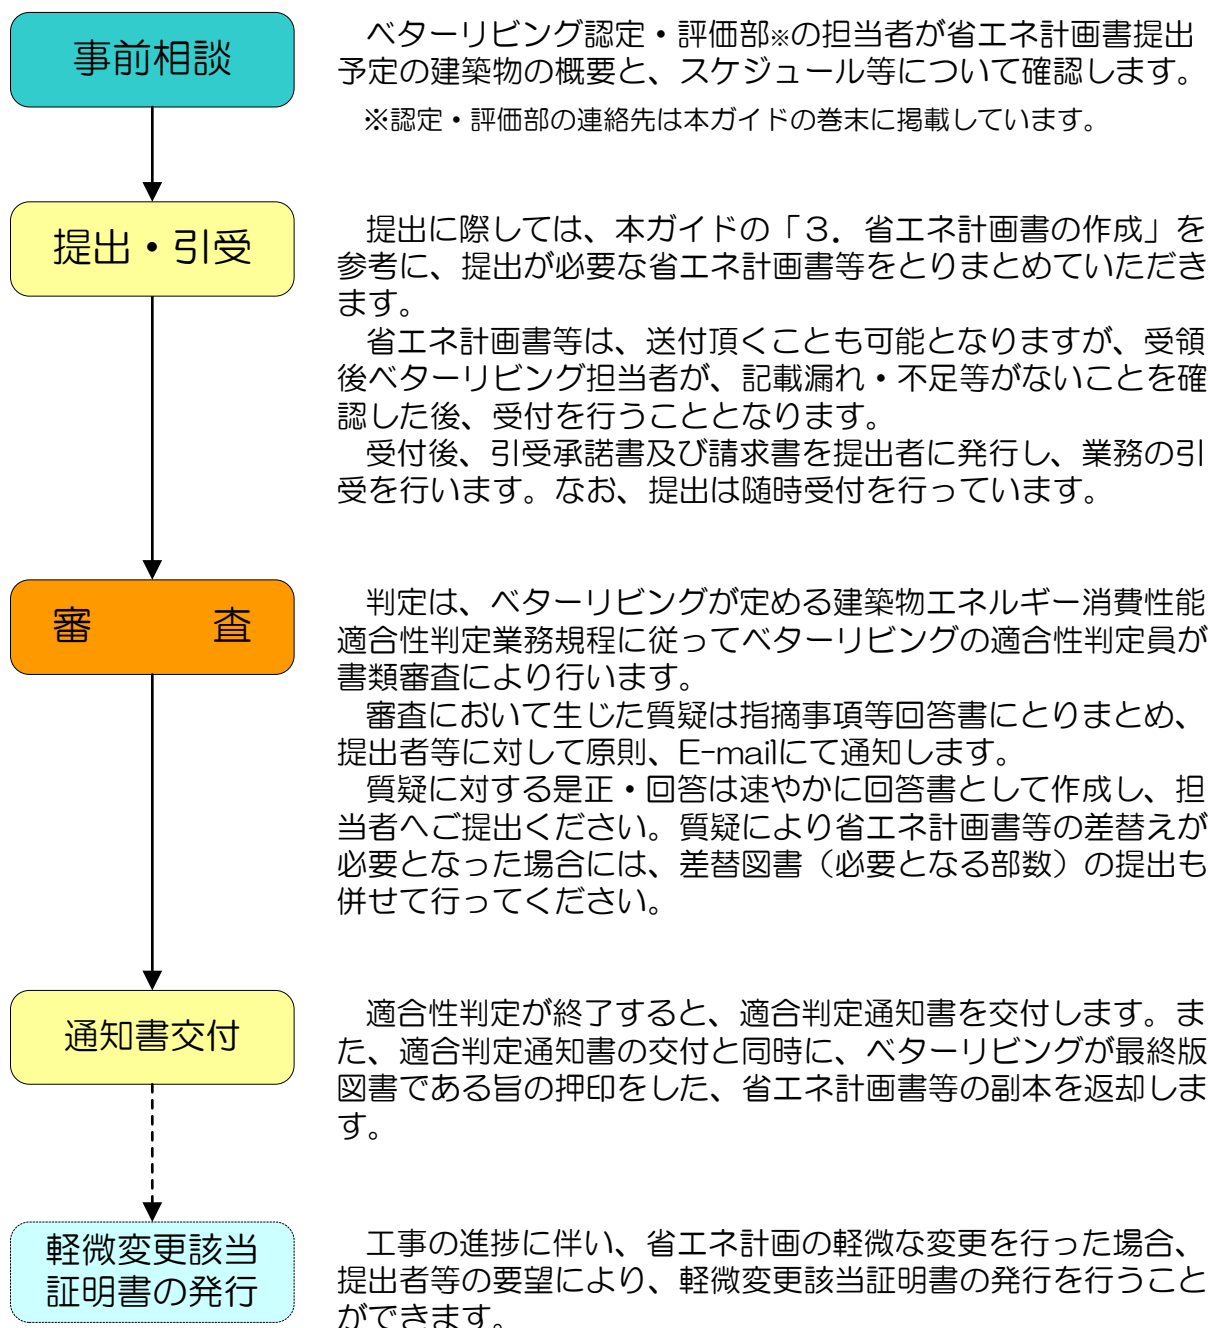 事前相談
ベターリビング認定・評価部※の担当者が省エネ計画書提出
予定の建築物の概要と、スケジュール等について確認します。
※認定・評価部の連絡先は本ガイドの巻末に掲載しています。
提出・引受
提出に際しては、本ガイドの「３．省エネ計画書の作成」を
参考に、提出が必要な省エネ計画書等をとりまとめていただき
ます。
省エネ計画書等は、送付頂くことも可能となりますが、受領
後ベターリビング担当者が、記載漏れ・不足等がないことを確
認した後、受付を行うこととなります。
受付後、引受承諾書及び請求書を提出者に発行し、業務の引
受を行います。なお、提出は随時受付を行っています。
審　　査
判定は、ベターリビングが定める建築物エネルギー消費性能
適合性判定業務規程に従ってベターリビングの適合性判定員が
書類審査により行います。
審査において生じた質疑は指摘事項等回答書にとりまとめ、
提出者等に対して原則、E-mailにて通知します。
質疑に対する是正・回答は速やかに回答書として作成し、担
当者へご提出ください。質疑により省エネ計画書等の差替えが
必要となった場合には、差替図書（必要となる部数）の提出も
併せて行ってください。
通知書交付
適合性判定が終了すると、適合判定通知書を交付します。ま
た、適合判定通知書の交付と同時に、ベターリビングが最終版
図書である旨の押印をした、省エネ計画書等の副本を返却しま
す。
軽微変更該当
証明書の発行
工事の進捗に伴い、省エネ計画の軽微な変更を行った場合、
提出者等の要望により、軽微変更該当証明書の発行を行うこと
ができます。